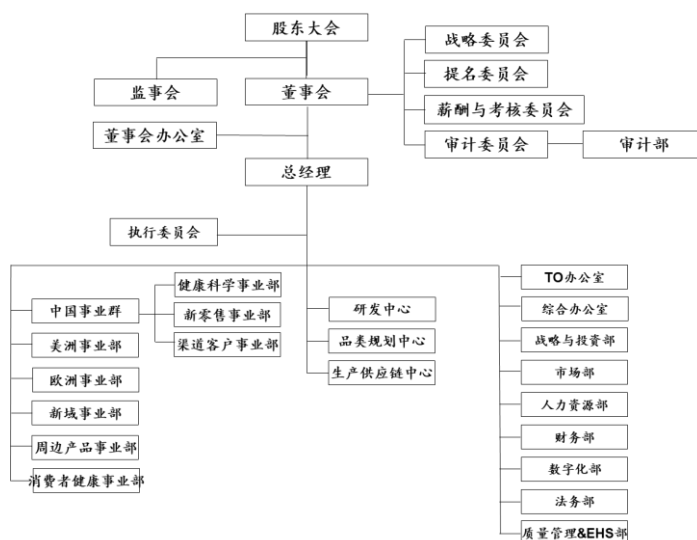 股东大会
战略委员会
提名委员会
监事会
董事会
薪酬与考核委员会
董事会办公室
审计委员会
审计部
总经理
执行委员会
健康科学事业部
TO办公室
中国事业群
新零售事业部
研发中心
综合办公室
美洲事业部
渠道客户事业部
品类规划中心
战略与投资部
欧洲事业部
生产供应链中心
市场部
新域事业部
人力资源部
周边产品事业部
财务部
消费者健康事业部
数字化部
法务部
质量管理&EHS部